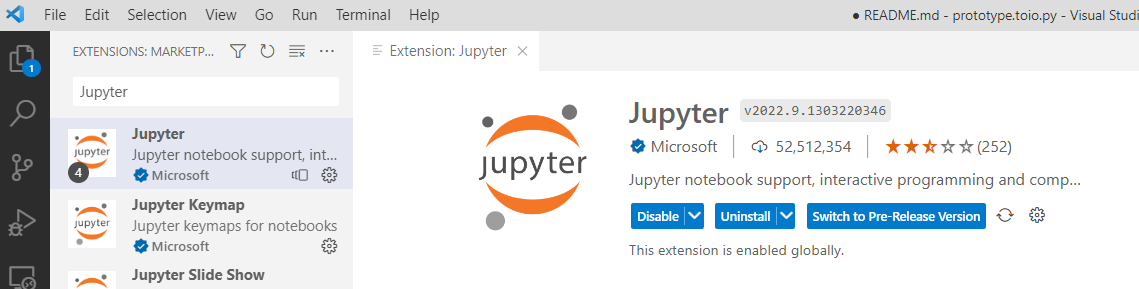 File Edit Selection View Go Run Terminal Help ● README.md - prototype.toio.py - Visual Studi
1
EXTENSIONS: MARKETP...
Jupyter
Jupyter
jupyter
4
Jupyter notebook support, int...
Microsoft
Jupyter Keymap
jupyter
Jupyter keymaps for notebooks
Microsoft
Jupyter Slide Show
Extension: Jupyter
jupyter
Jupyter v2022.9.1303220346
Microsoft | 52,512,354 | (252)
Jupyter notebook support, interactive programming and comp...
Disable Uninstall Switch to Pre-Release Version
This extension is enabled globally.